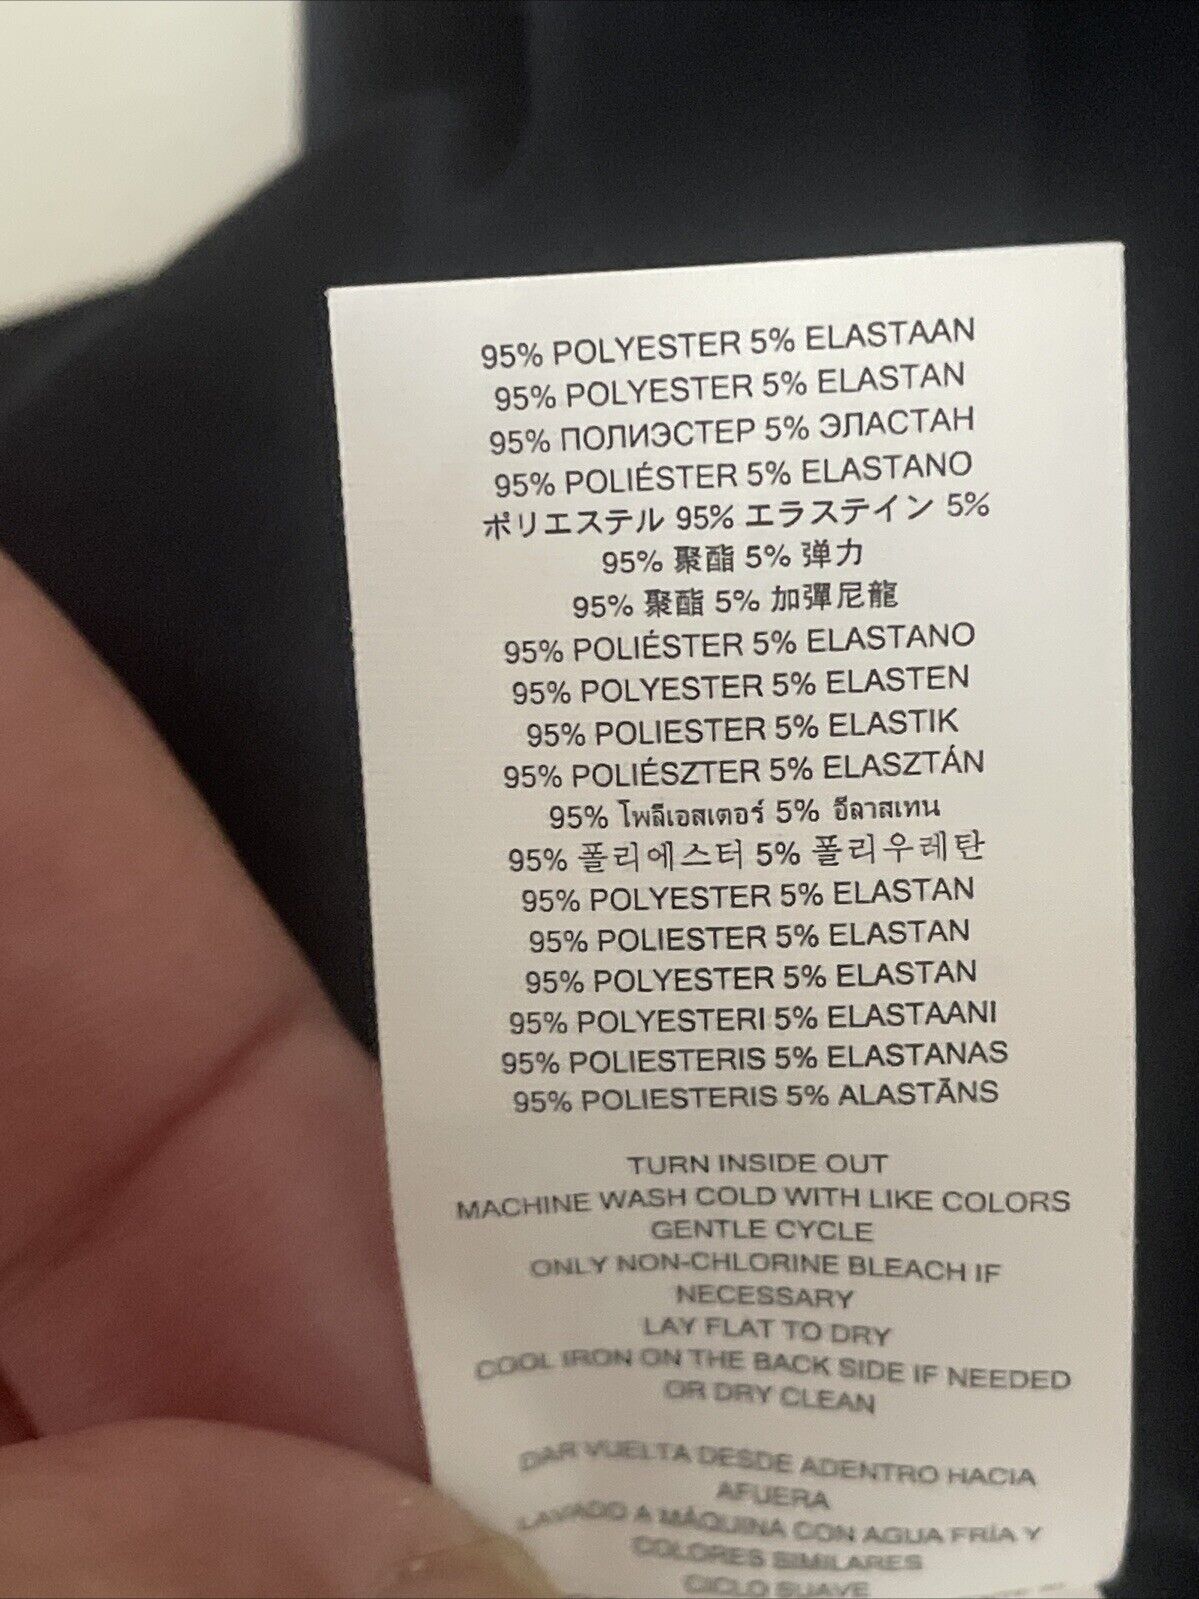 95% POLYESTER 5% ELASTAAN
95% POLYESTER 5% ELASTAN
95% ПОЛИЭСТЕР 5% ЭЛАСТАН
95% POLIÉSTER 5% ELASTANO
ポリエステル 95% エラステイン 5%
95% 聚酯 5% 弹力
95% 聚酯 5% 加彈尼龍
95% POLIÉSTER 5% ELASTANO
95% POLYESTER 5% ELASTEN
95% POLIESTER 5% ELASTIK
95% POLIÉSZTER 5% ELASZTÁN
95% โพลีเอสเตอร์ 5% อีลาสเทน
95% 폴리에스터 5% 폴리우레탄
95% POLYESTER 5% ELASTAN
95% POLIESTER 5% ELASTAN
95% POLYESTER 5% ELASTAN
95% POLYESTERI 5% ELASTAANI
95% POLIESTERIS 5% ELASTANAS
95% POLIESTERIS 5% ALASTĀNS
TURN INSIDE OUT
MACHINE WASH COLD WITH LIKE COLORS
GENTLE CYCLE
ONLY NON-CHLORINE BLEACH IF
NECESSARY
LAY FLAT TO DRY
COOL IRON ON THE BACK SIDE IF NEEDED
OR DRY CLEAN
DAR VUELTA DESDE ADENTRO HACIA
AFUERA
LAVADO A MÁQUINA CON AGUA FRÍA Y
COLORES SIMILARES
CICLO SUAVE